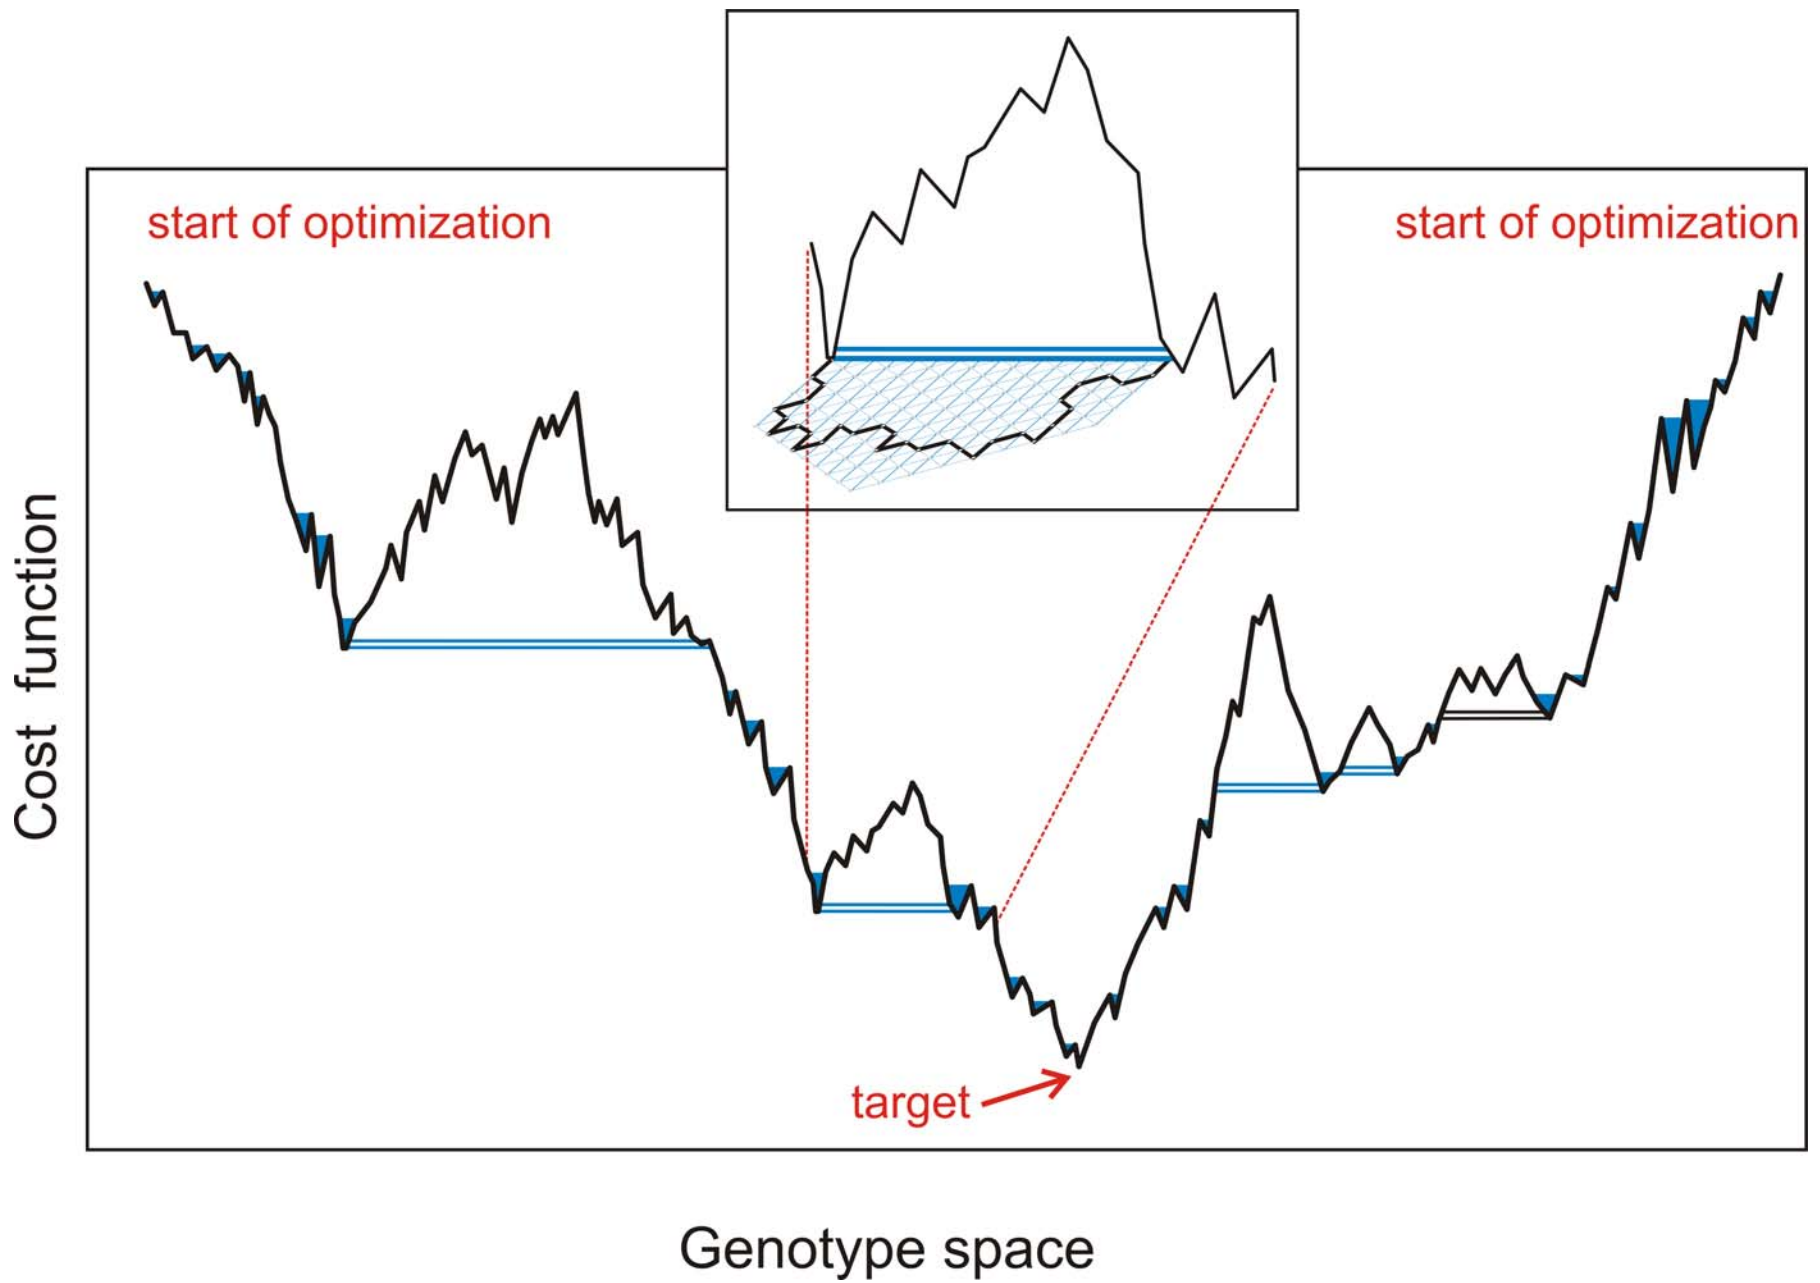 start of optimization
start of optimization
Cost function
target
Genotype space